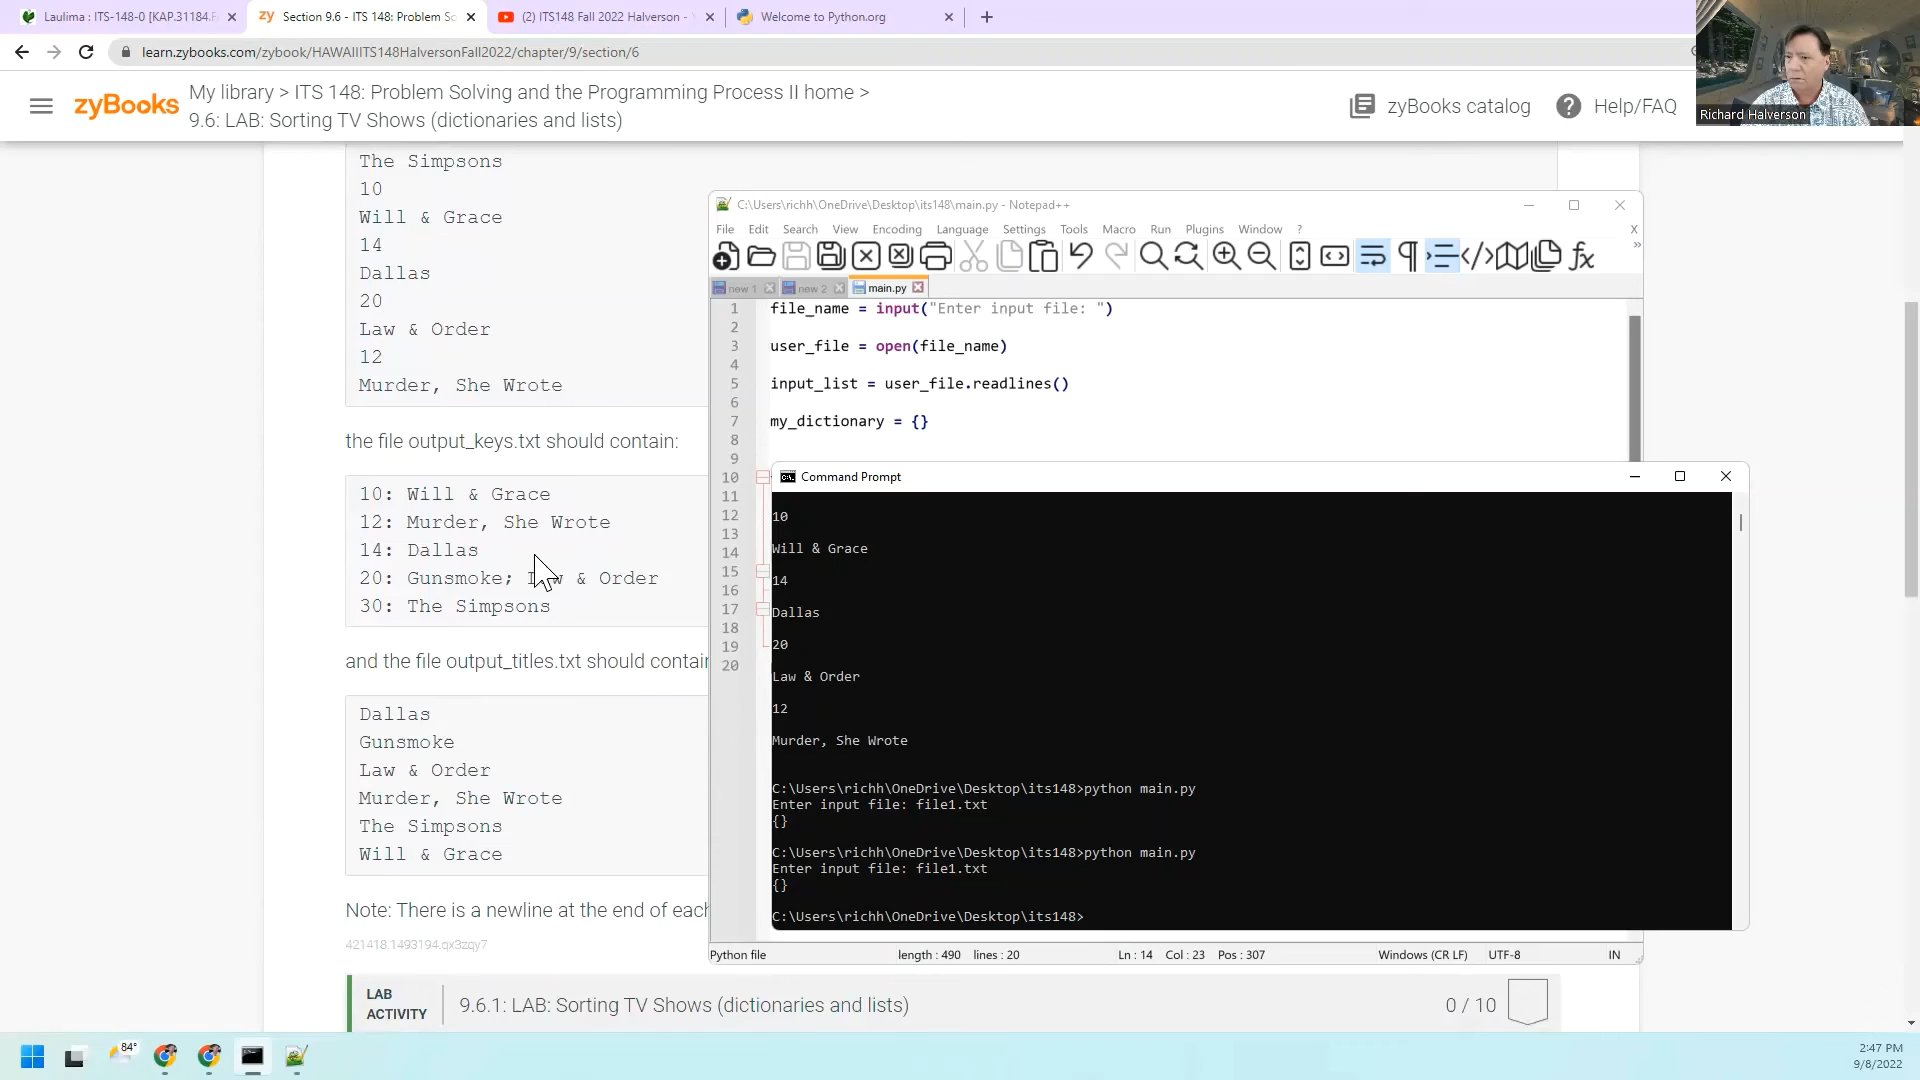 Laulima : ITS-148-0 [KAP.31184.F
Section 9.6 - ITS 148: Problem So
(2) ITS148 Fall 2022 Halverson -
Welcome to Python.org
learn.zybooks.com/zybook/HAWAIIITS148HalversonFall2022/chapter/9/section/6
zyBooks
My library > ITS 148: Problem Solving and the Programming Process II home >
9.6: LAB: Sorting TV Shows (dictionaries and lists)
zyBooks catalog
Help/FAQ
Richard Halverson
The Simpsons
10
Will & Grace
14
Dallas
20
Law & Order
12
Murder, She Wrote
the file output_keys.txt should contain:
10: Will & Grace
12: Murder, She Wrote
14: Dallas
20: Gunsmoke; Law & Order
30: The Simpsons
and the file output_titles.txt should contain
Dallas
Gunsmoke
Law & Order
Murder, She Wrote
The Simpsons
Will & Grace
Note: There is a newline at the end of each
421418.1493194.qx3zqy7
LAB
ACTIVITY
9.6.1: LAB: Sorting TV Shows (dictionaries and lists)
0 / 10
C:\Users\richh\OneDrive\Desktop\its148\main.py - Notepad++
File Edit Search View Encoding Language Settings Tools Macro Run Plugins Window ?
X
new 1
new 2
main.py
1 file_name = input("Enter input file: ")
2
3 user_file = open(file_name)
4
5 input_list = user_file.readlines()
6
7 my_dictionary = {}
8
9
10
11
12
13
14
15
16
17
18
19
20
Command Prompt
10
Will & Grace
14
Dallas
20
Law & Order
12
Murder, She Wrote
C:\Users\richh\OneDrive\Desktop\its148>python main.py
Enter input file: file1.txt
{}
C:\Users\richh\OneDrive\Desktop\its148>python main.py
Enter input file: file1.txt
{}
C:\Users\richh\OneDrive\Desktop\its148>
Python file
length : 490 lines : 20
Ln : 14 Col : 23 Pos : 307
Windows (CR LF)
UTF-8
IN
84°
2:47 PM
9/8/2022